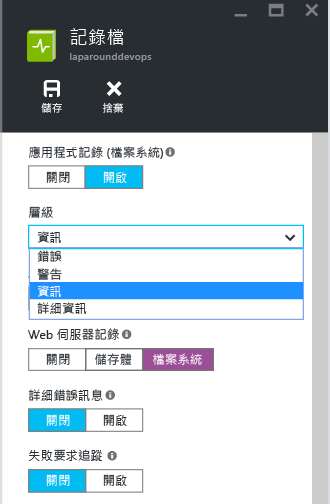 記錄檔
laparounddevops
儲存 捨棄
應用程式記錄 (檔案系統)
關閉 開啟
層級
資訊
錯誤
警告
資訊
詳細資訊
Web 伺服器記錄
關閉 儲存體 檔案系統
詳細錯誤訊息
關閉 開啟
失敗要求追蹤
關閉 開啟